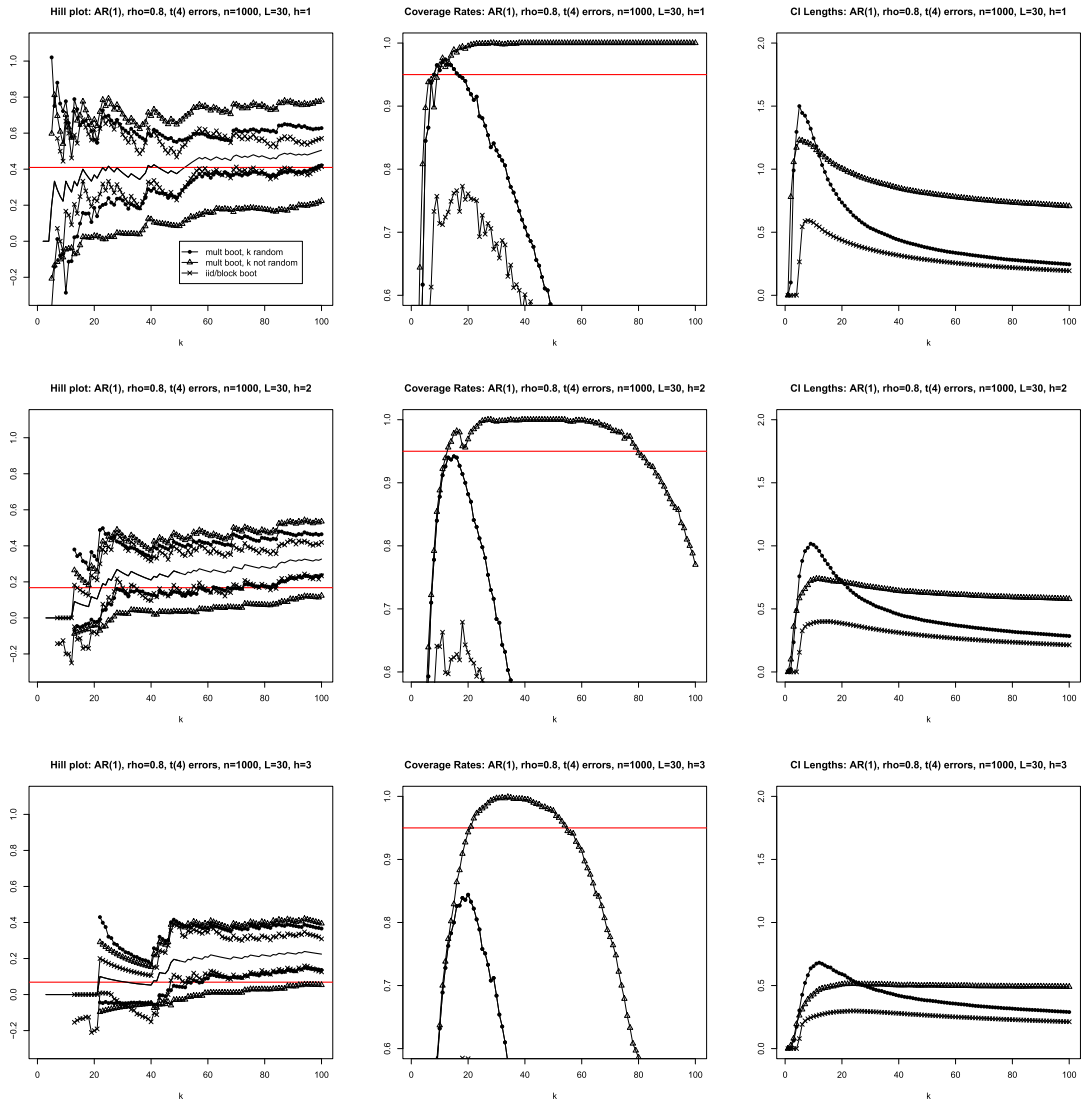 Hill plot: AR(1), rho=0.8, t(4) errors, n=1000, L=30, h=1
1.0
0.8
0.6
0.4
0.2
0.0
−0.2
mult boot, k random
mult boot, k not random
iid/block boot
0 20 40 60 80 100
k
Coverage Rates: AR(1), rho=0.8, t(4) errors, n=1000, L=30, h=1
1.0
0.9
0.8
0.7
0.6
0 20 40 60 80 100
k
CI Lengths: AR(1), rho=0.8, t(4) errors, n=1000, L=30, h=1
2.0
1.5
1.0
0.5
0.0
0 20 40 60 80 100
k
Hill plot: AR(1), rho=0.8, t(4) errors, n=1000, L=30, h=2
1.0
0.8
0.6
0.4
0.2
0.0
−0.2
0 20 40 60 80 100
k
Coverage Rates: AR(1), rho=0.8, t(4) errors, n=1000, L=30, h=2
1.0
0.9
0.8
0.7
0.6
0 20 40 60 80 100
k
CI Lengths: AR(1), rho=0.8, t(4) errors, n=1000, L=30, h=2
2.0
1.5
1.0
0.5
0.0
0 20 40 60 80 100
k
Hill plot: AR(1), rho=0.8, t(4) errors, n=1000, L=30, h=3
1.0
0.8
0.6
0.4
0.2
0.0
−0.2
0 20 40 60 80 100
k
Coverage Rates: AR(1), rho=0.8, t(4) errors, n=1000, L=30, h=3
1.0
0.9
0.8
0.7
0.6
0 20 40 60 80 100
k
CI Lengths: AR(1), rho=0.8, t(4) errors, n=1000, L=30, h=3
2.0
1.5
1.0
0.5
0.0
0 20 40 60 80 100
k